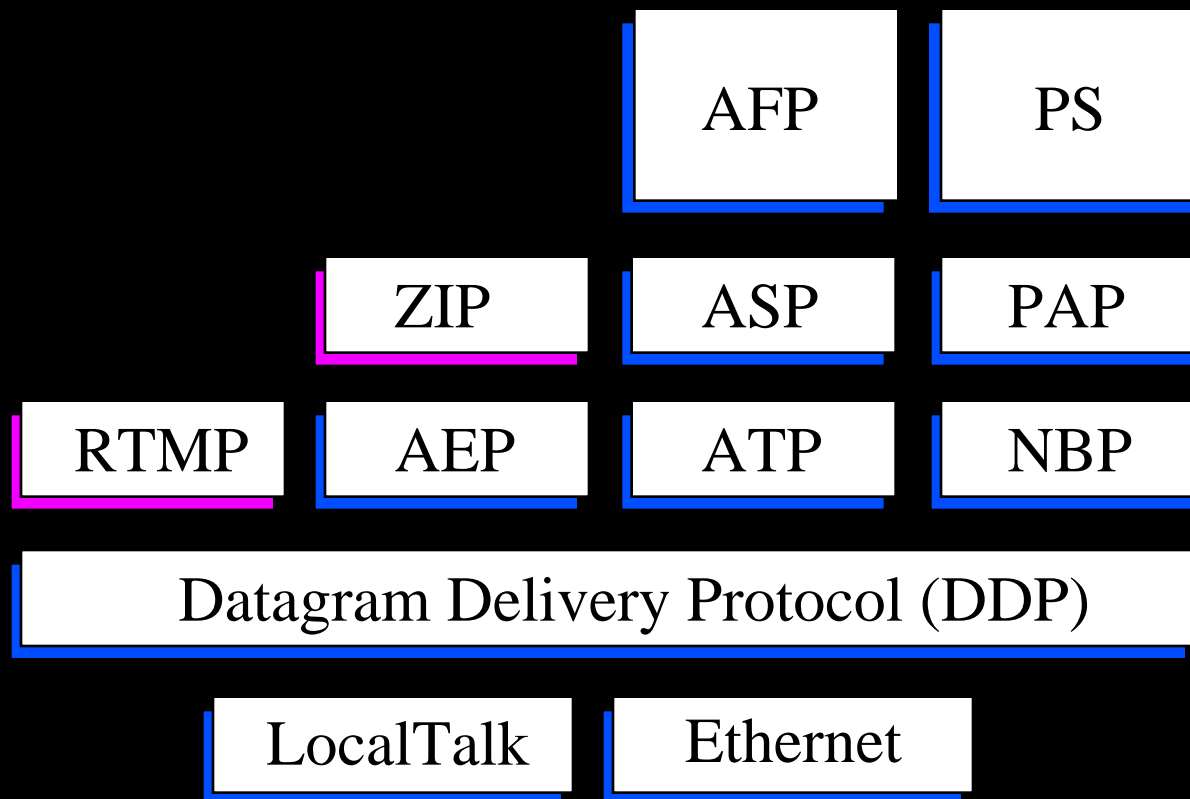 AFP PS
ZIP ASP PAP
RTMP AEP ATP NBP
Datagram Delivery Protocol (DDP)
LocalTalk Ethernet